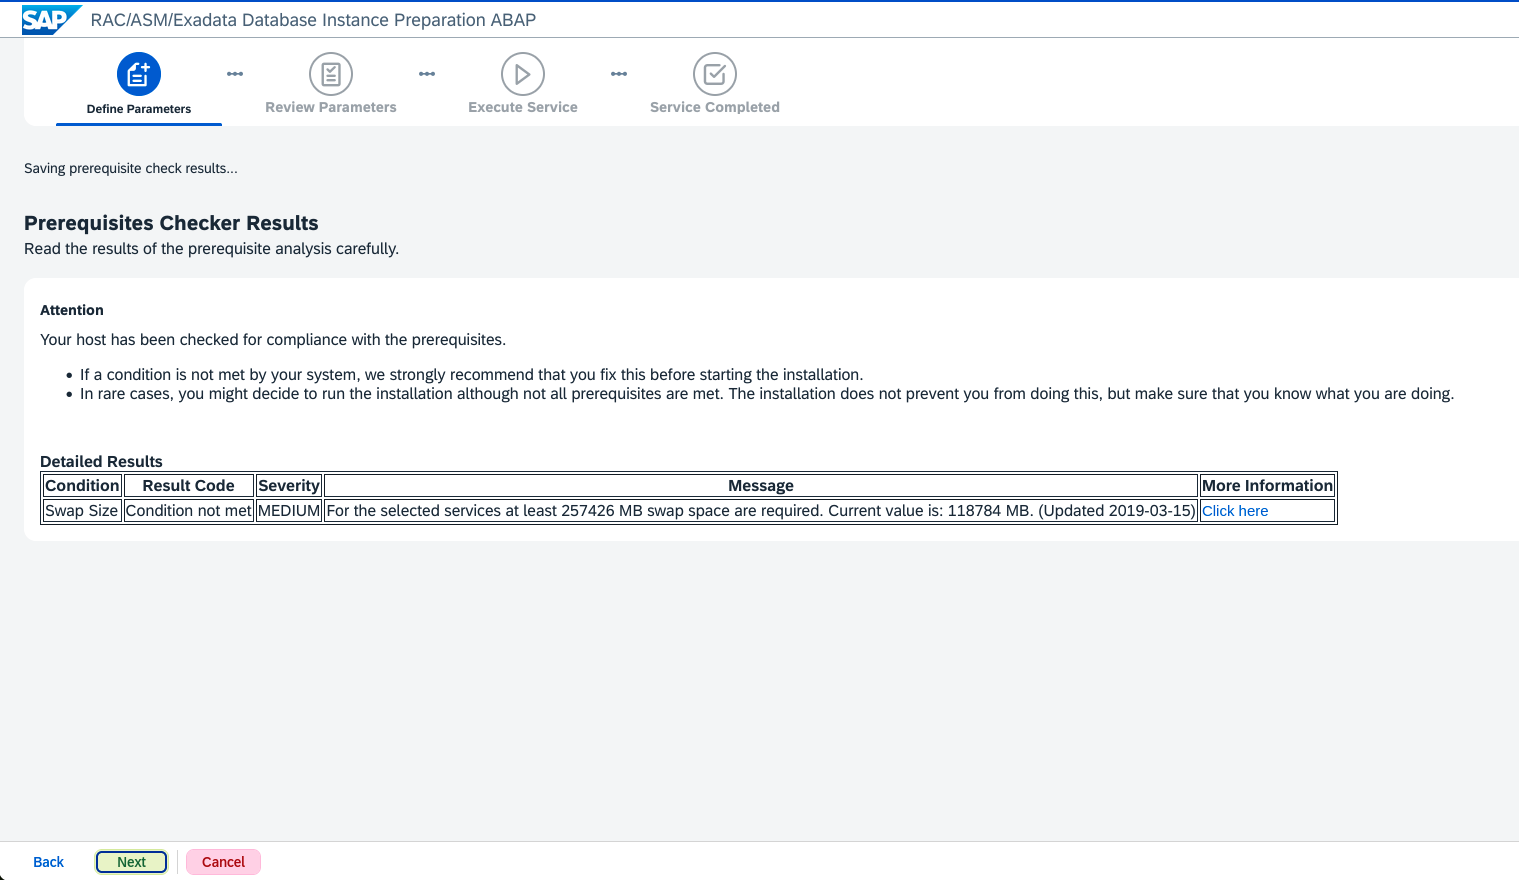 SAP RAC/ASM/Exadata Database Instance Preparation ABAP
Define Parameters Review Parameters Execute Service Service Completed
Saving prerequisite check results...
Prerequisites Checker Results
Read the results of the prerequisite analysis carefully.
Attention
Your host has been checked for compliance with the prerequisites.
• If a condition is not met by your system, we strongly recommend that you fix this before starting the installation.
• In rare cases, you might decide to run the installation although not all prerequisites are met. The installation does not prevent you from doing this, but make sure that you know what you are doing.
Detailed Results
Condition Result Code Severity Message More Information
Swap Size Condition not met MEDIUM For the selected services at least 257426 MB swap space are required. Current value is: 118784 MB. (Updated 2019-03-15) Click here
Back Next Cancel